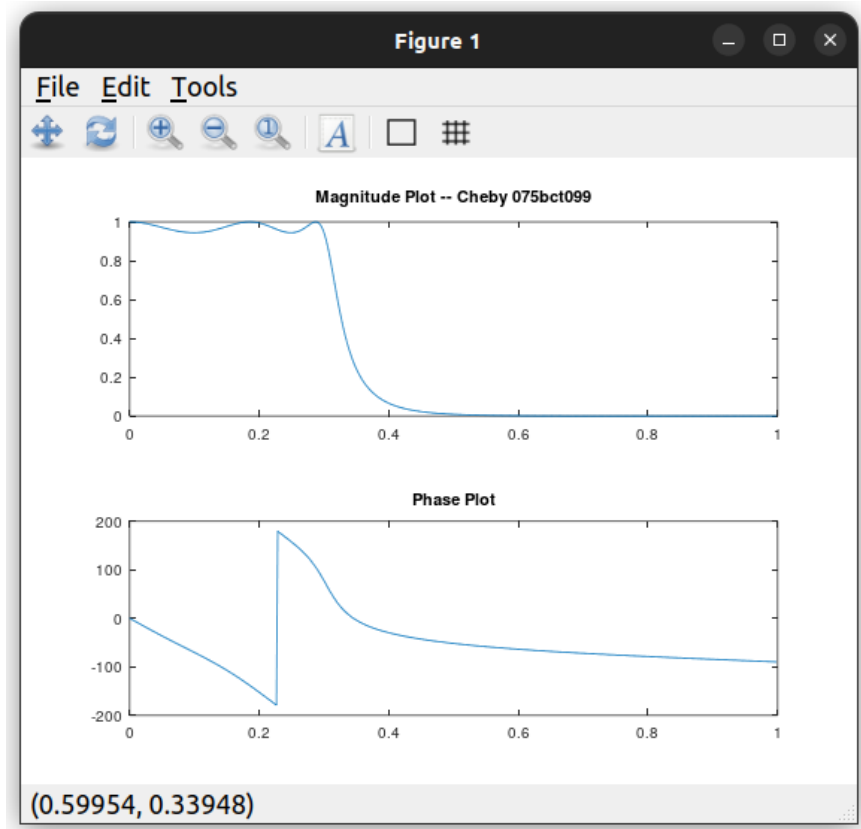 Figure 1
File Edit Tools
A
Magnitude Plot -- Cheby 075bct099
1
0.8
0.6
0.4
0.2
0
0 0.2 0.4 0.6 0.8 1
Phase Plot
200
100
0
-100
-200
0 0.2 0.4 0.6 0.8 1
(0.59954, 0.33948)